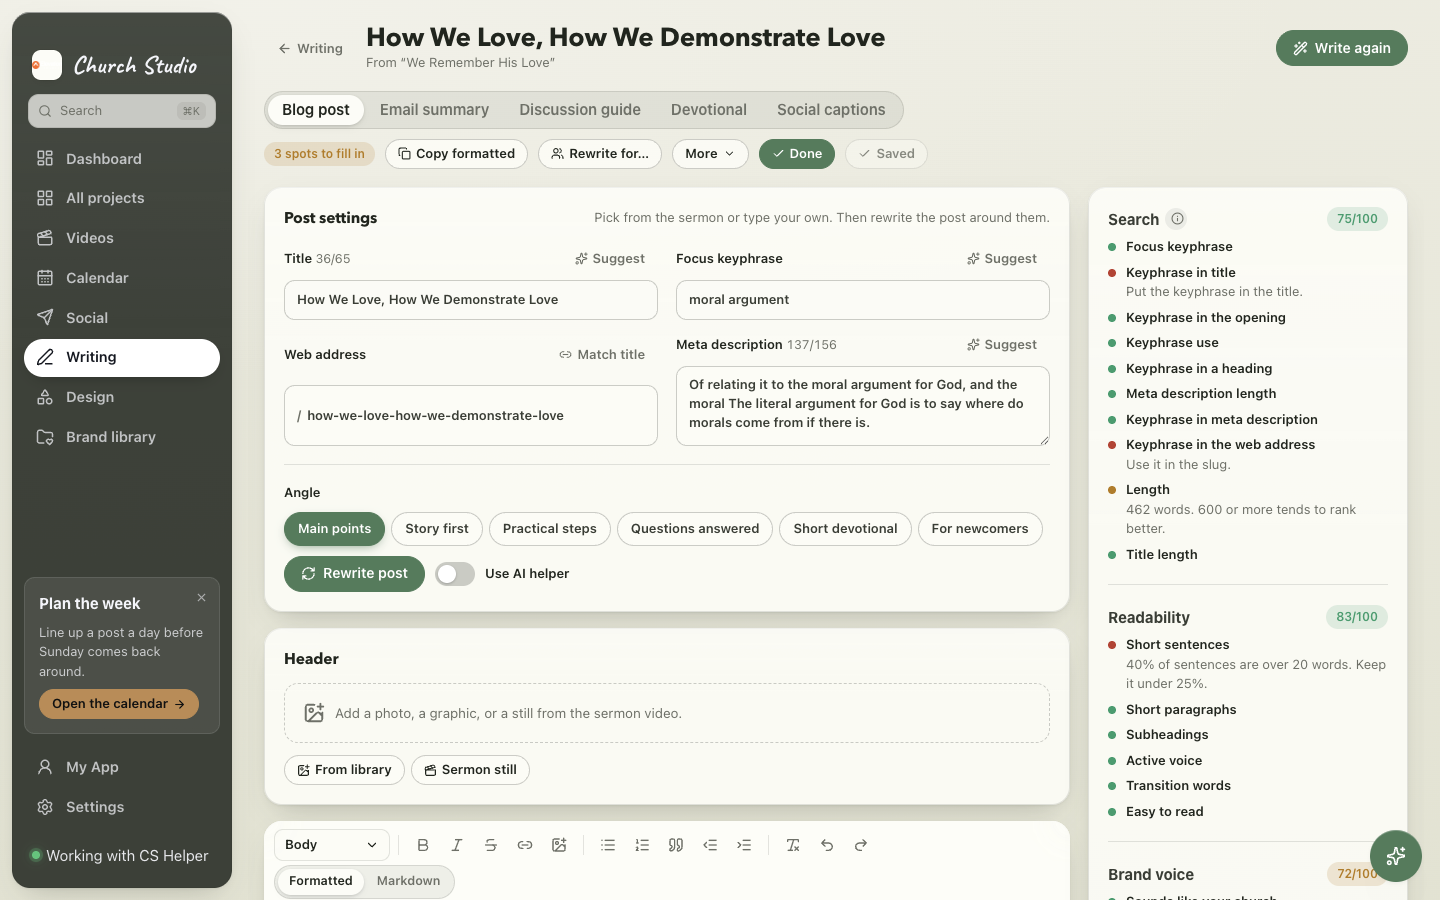 Church Studio
Search ⌘K
Dashboard
All projects
Videos
Calendar
Social
Writing
Design
Brand library
Plan the week
Line up a post a day before
Sunday comes back
around.
Open the calendar →
My App
Settings
Working with CS Helper
← Writing
How We Love, How We Demonstrate Love
From “We Remember His Love”
Write again
Blog post
Email summary
Discussion guide
Devotional
Social captions
3 spots to fill in
Copy formatted
Rewrite for...
More
Done
Saved
Post settings
Pick from the sermon or type your own. Then rewrite the post around them.
Title 36/65
Suggest
How We Love, How We Demonstrate Love
Focus keyphrase
Suggest
moral argument
Web address
Match title
/ how-we-love-how-we-demonstrate-love
Meta description 137/156
Suggest
Of relating it to the moral argument for God, and the
moral The literal argument for God is to say where do
morals come from if there is.
Angle
Main points
Story first
Practical steps
Questions answered
Short devotional
For newcomers
Rewrite post
Use AI helper
Header
Add a photo, a graphic, or a still from the sermon video.
From library
Sermon still
Body
Formatted
Markdown
Search
75/100
Focus keyphrase
Keyphrase in title
Put the keyphrase in the title.
Keyphrase in the opening
Keyphrase use
Keyphrase in a heading
Meta description length
Keyphrase in meta description
Keyphrase in the web address
Use it in the slug.
Length
462 words. 600 or more tends to rank
better.
Title length
Readability
83/100
Short sentences
40% of sentences are over 20 words. Keep
it under 25%.
Short paragraphs
Subheadings
Active voice
Transition words
Easy to read
Brand voice
72/100